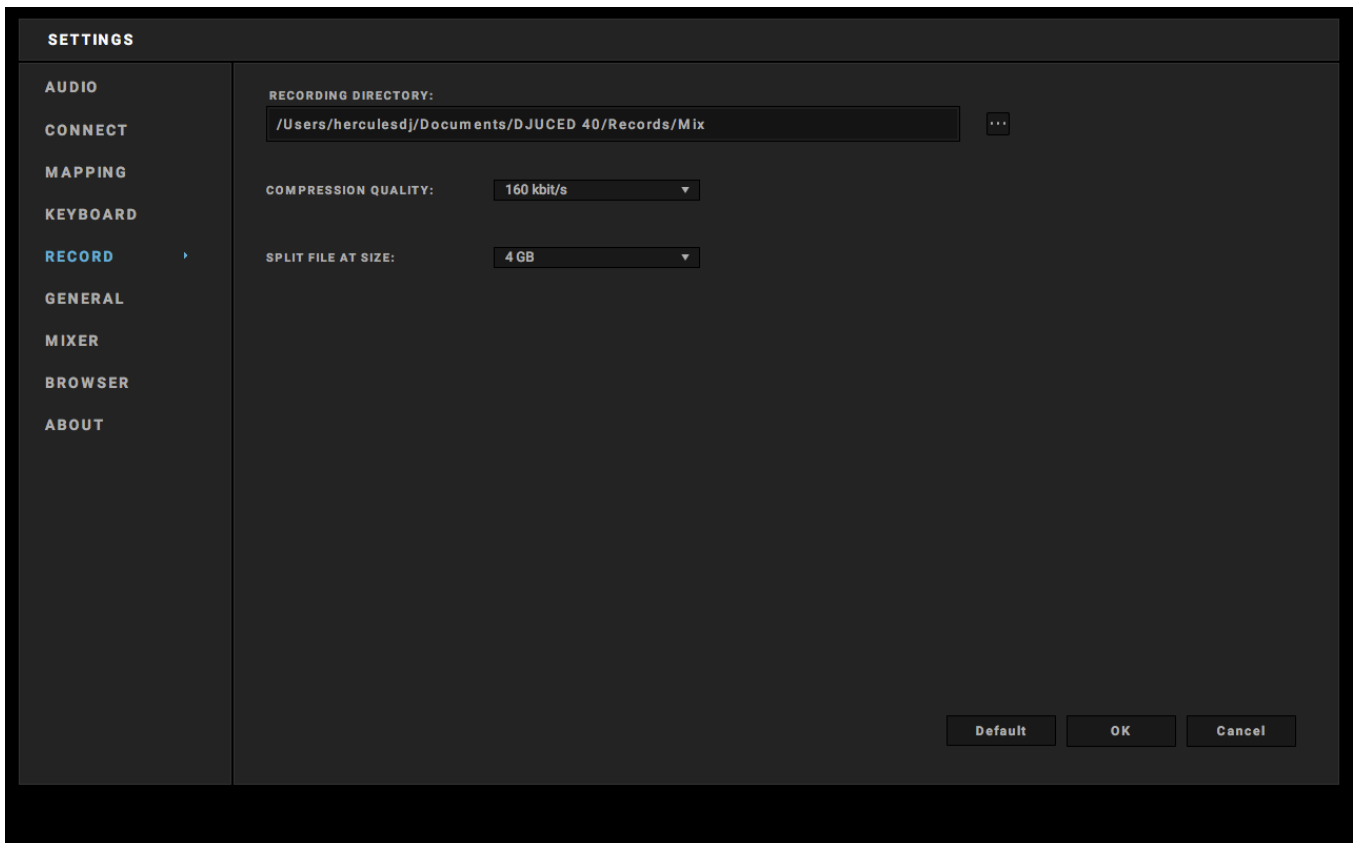 SETTINGS
AUDIO
CONNECT
MAPPING
KEYBOARD
RECORD
GENERAL
MIXER
BROWSER
ABOUT
RECORDING DIRECTORY:
/Users/herculesdj/Documents/DJUCED 40/Records/Mix
...
COMPRESSION QUALITY: 160 kbit/s
SPLIT FILE AT SIZE: 4 GB
Default OK Cancel